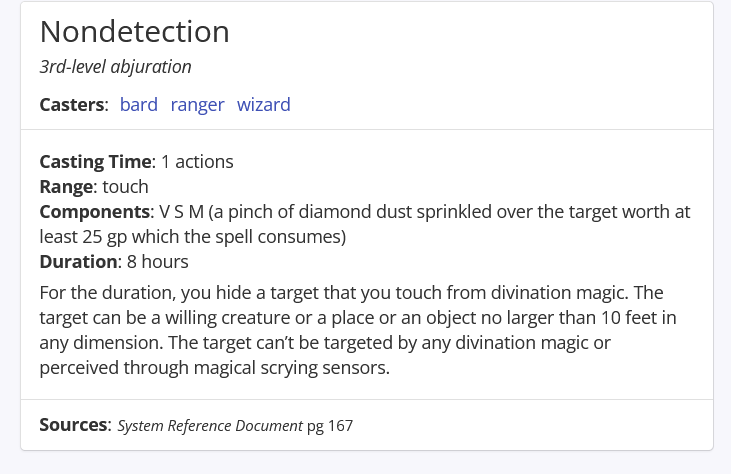 Nondetection
3rd-level abjuration
Casters: bard ranger wizard
Casting Time: 1 actions
Range: touch
Components: V S M (a pinch of diamond dust sprinkled over the target worth at
least 25 gp which the spell consumes)
Duration: 8 hours
For the duration, you hide a target that you touch from divination magic. The
target can be a willing creature or a place or an object no larger than 10 feet in
any dimension. The target can’t be targeted by any divination magic or
perceived through magical scrying sensors.
Sources: System Reference Document pg 167